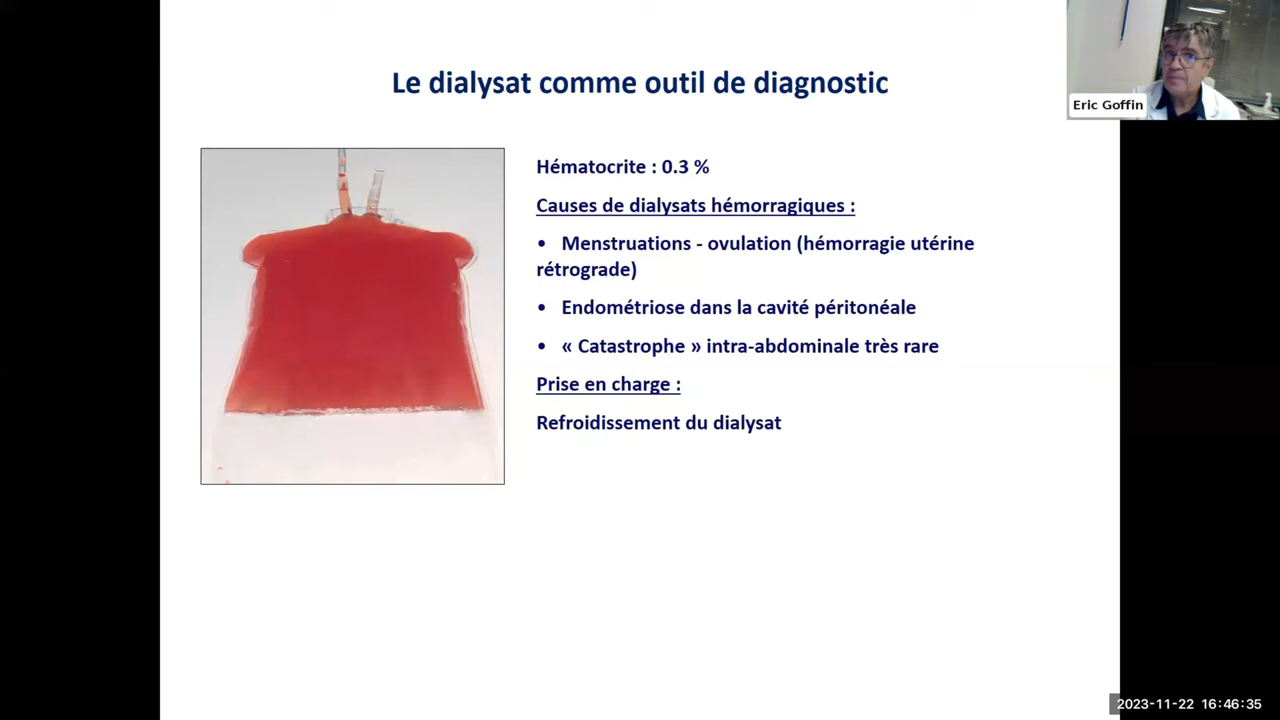 Le dialysat comme outil de diagnostic
Eric Goffin
Hématocrite : 0.3 %
Causes de dialysats hémorragiques :
• Menstruations - ovulation (hémorragie utérine
rétrograde)
• Endométriose dans la cavité péritonéale
• « Catastrophe » intra-abdominale très rare
Prise en charge :
Refroidissement du dialysat
2023-11-22 16:46:35